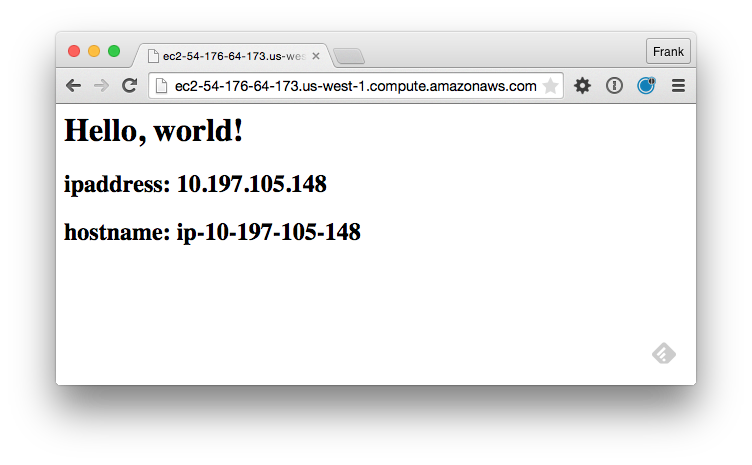 ec2-54-176-64-173.us-wes
Frank
ec2-54-176-64-173.us-west-1.compute.amazonaws.com
Hello, world!
ipaddress: 10.197.105.148
hostname: ip-10-197-105-148